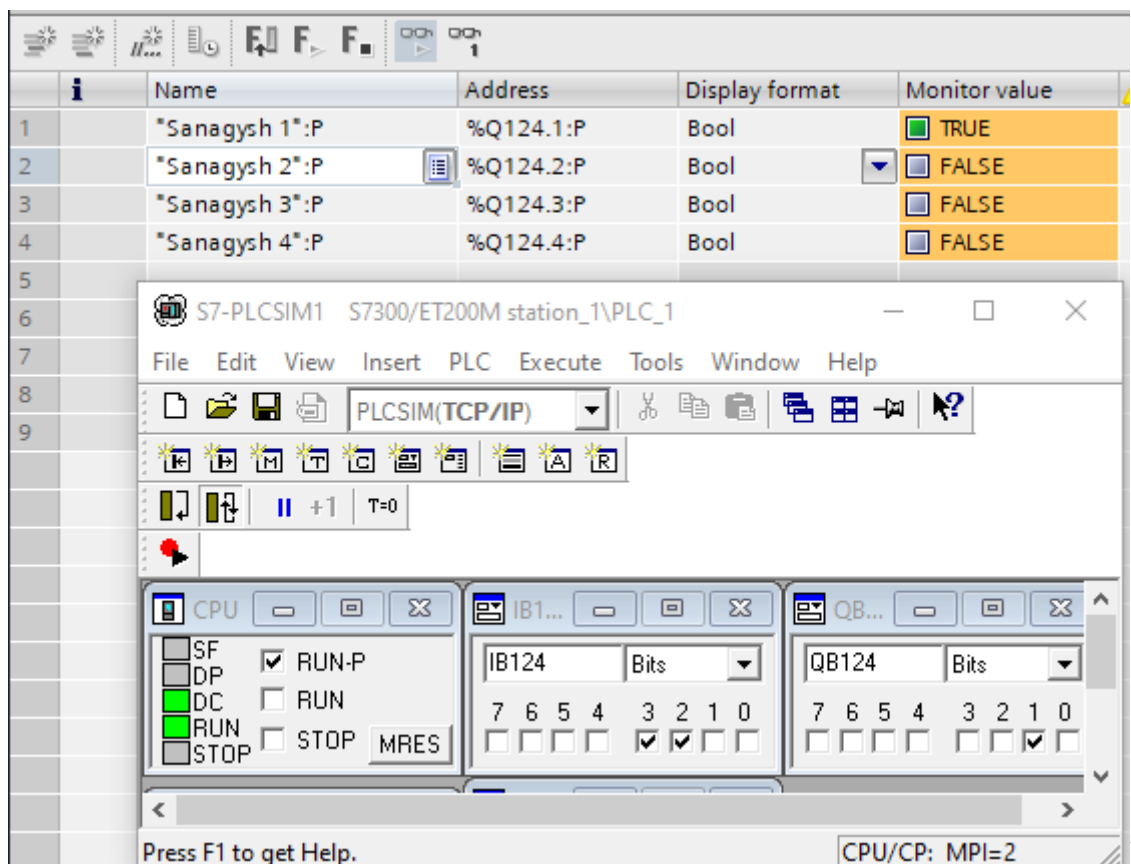 i Name Address Display format Monitor value
1 "Sanagysh 1":P %Q124.1:P Bool TRUE
2 "Sanagysh 2":P %Q124.2:P Bool FALSE
3 "Sanagysh 3":P %Q124.3:P Bool FALSE
4 "Sanagysh 4":P %Q124.4:P Bool FALSE
5
6
7
8
9
S7-PLCSIM1 S7300/ET200M station_1\PLC_1
File Edit View Insert PLC Execute Tools Window Help
PLCSIM(TCP/IP)
+1 T=0
CPU IB1... QB...
SF RUN-P IB124 Bits QB124 Bits
DP
DC RUN 7 6 5 4 3 2 1 0 7 6 5 4 3 2 1 0
RUN
STOP STOP MRES
Press F1 to get Help. CPU/CP: MPI=2